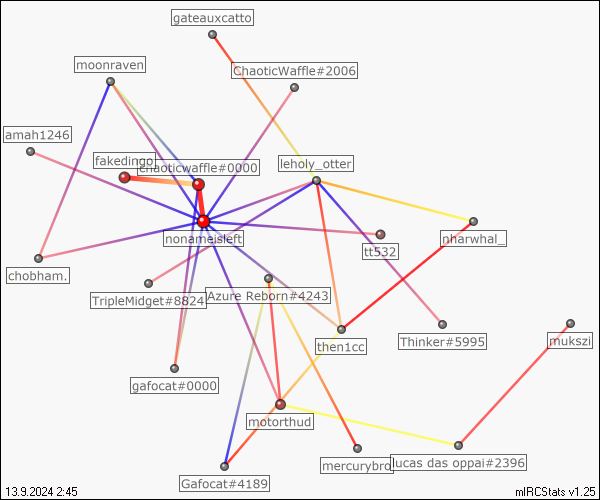 gateauxcatto
moonraven
ChaoticWaffle#2006
amah1246
fakedingo
chaoticwaffle#0000
leholy_otter
nonameisleft
nharwhal_
tt532
chobham.
TripleMidget#8824
Azure Reborn#4243
then1cc
Thinker#5995
mukszi
gafocat#0000
motorthud
mercurybro
lucas das oppai#2396
Gafocat#4189
13.9.2024 2:45
mIRCStats v1.25